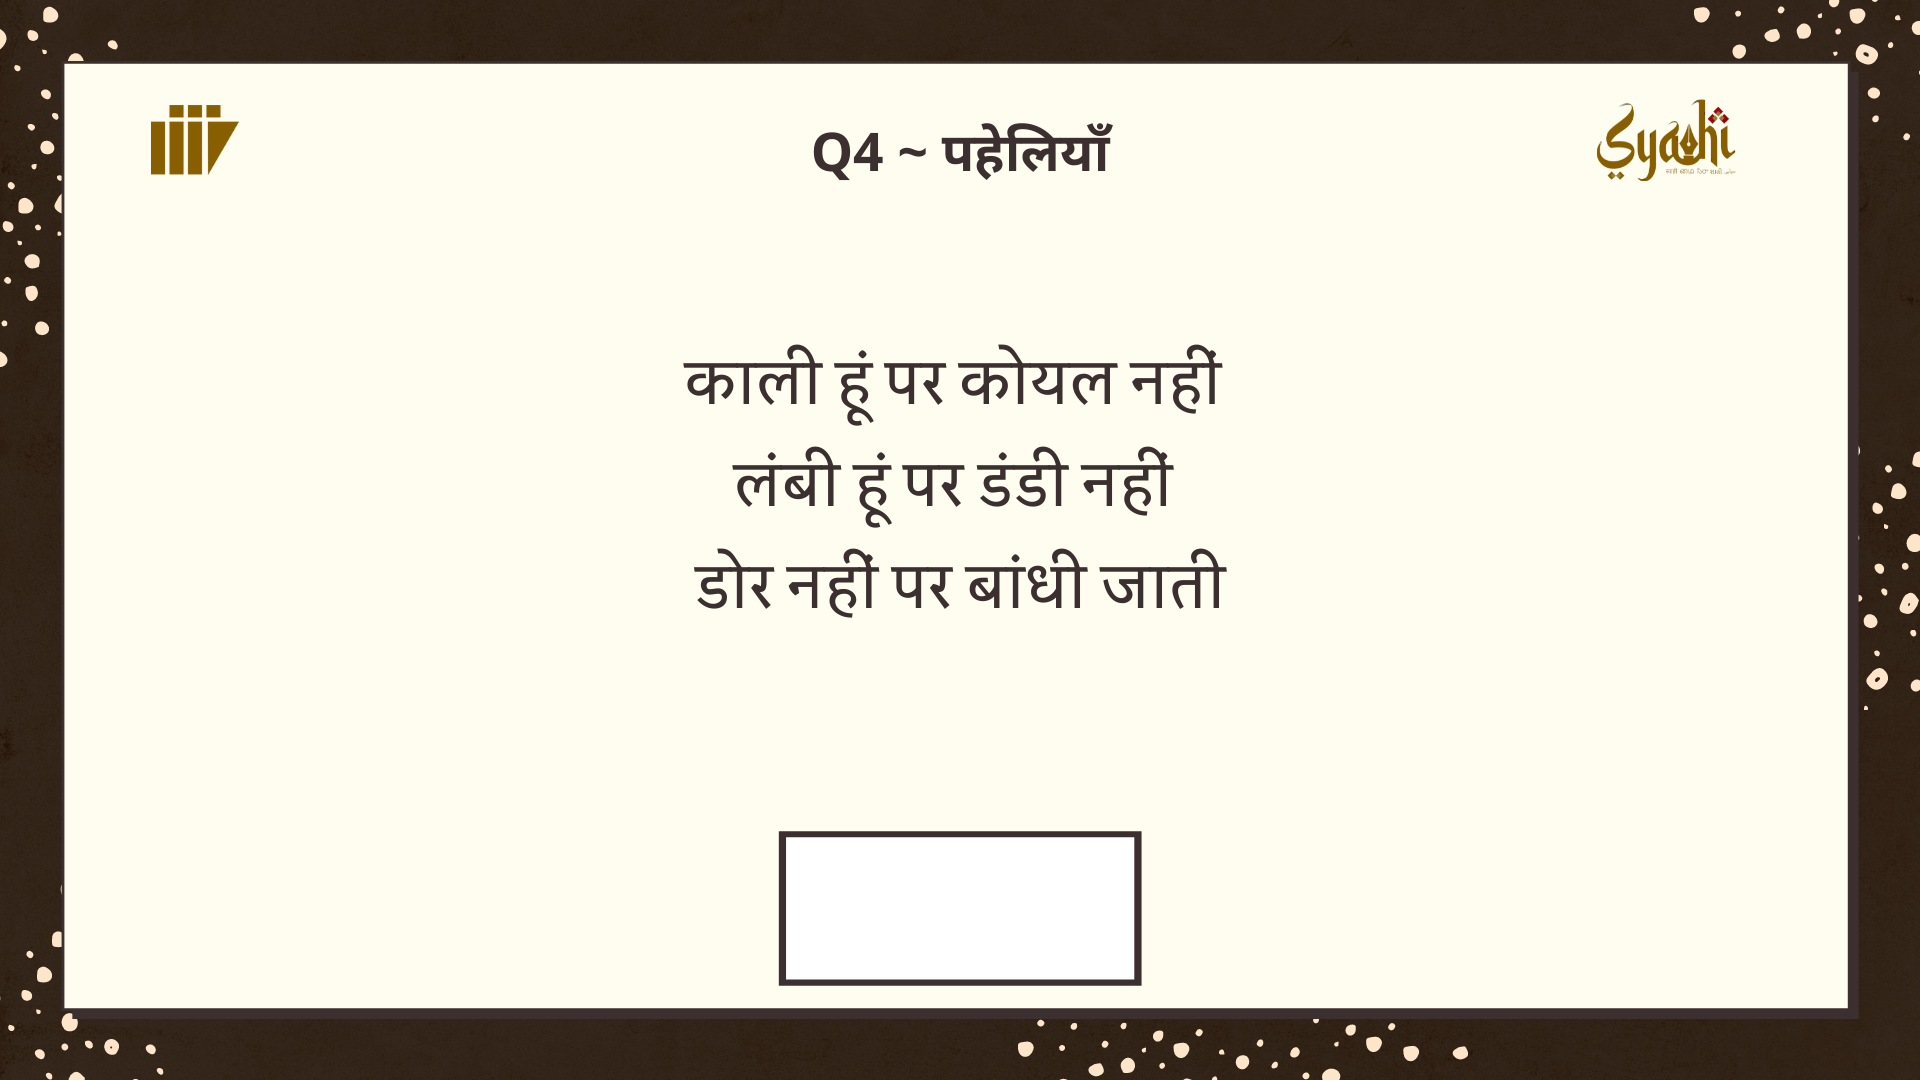 Q4 ~ पहेलियाँ
Syahi
काली हूं पर कोयल नहीं
लंबी हूं पर डंडी नहीं
डोर नहीं पर बांधी जाती